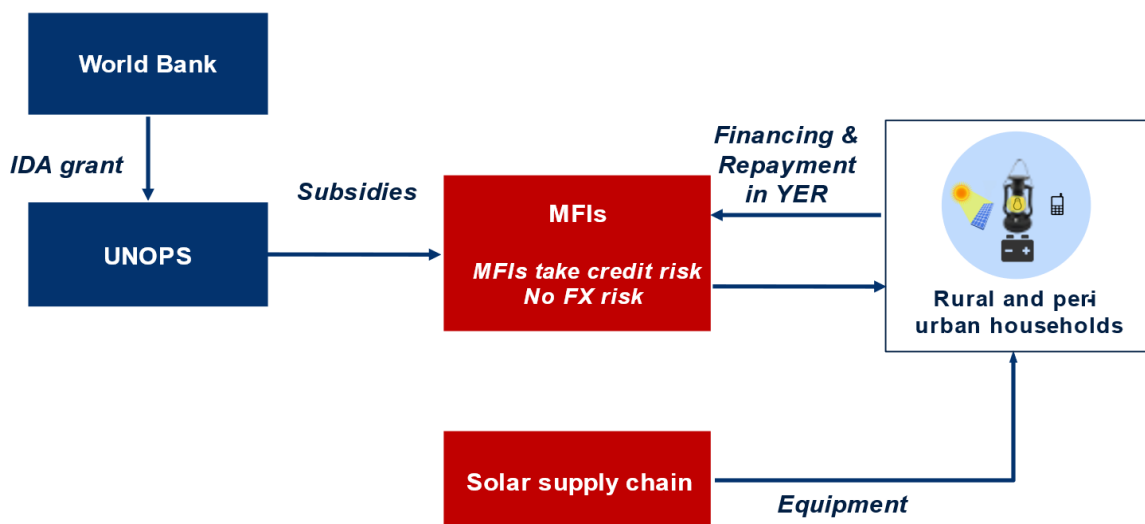 World Bank
IDA grant
UNOPS
Subsidies
MFIs
MFIs take credit risk
No FX risk
Financing &
Repayment
in YER
Rural and peri-
urban households
Solar supply chain
Equipment